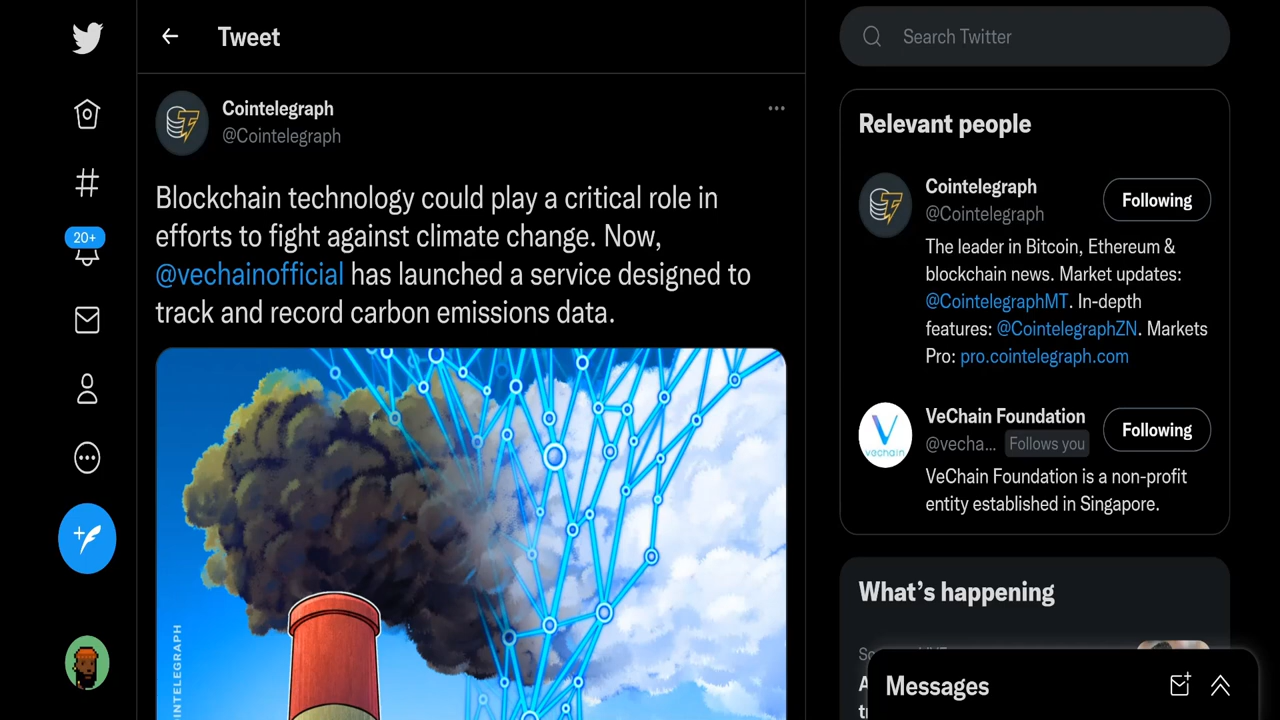 Tweet
Cointelegraph
@Cointelegraph
Blockchain technology could play a critical role in
efforts to fight against climate change. Now,
@vechainofficial has launched a service designed to
track and record carbon emissions data.
20+
Search Twitter
Relevant people
Cointelegraph
@Cointelegraph
Following
The leader in Bitcoin, Ethereum &
blockchain news. Market updates:
@CointelegraphMT. In-depth
features: @CointelegraphZN. Markets
Pro: pro.cointelegraph.com
vechain
VeChain Foundation
@vecha... Follows you
Following
VeChain Foundation is a non-profit
entity established in Singapore.
What's happening
Messages